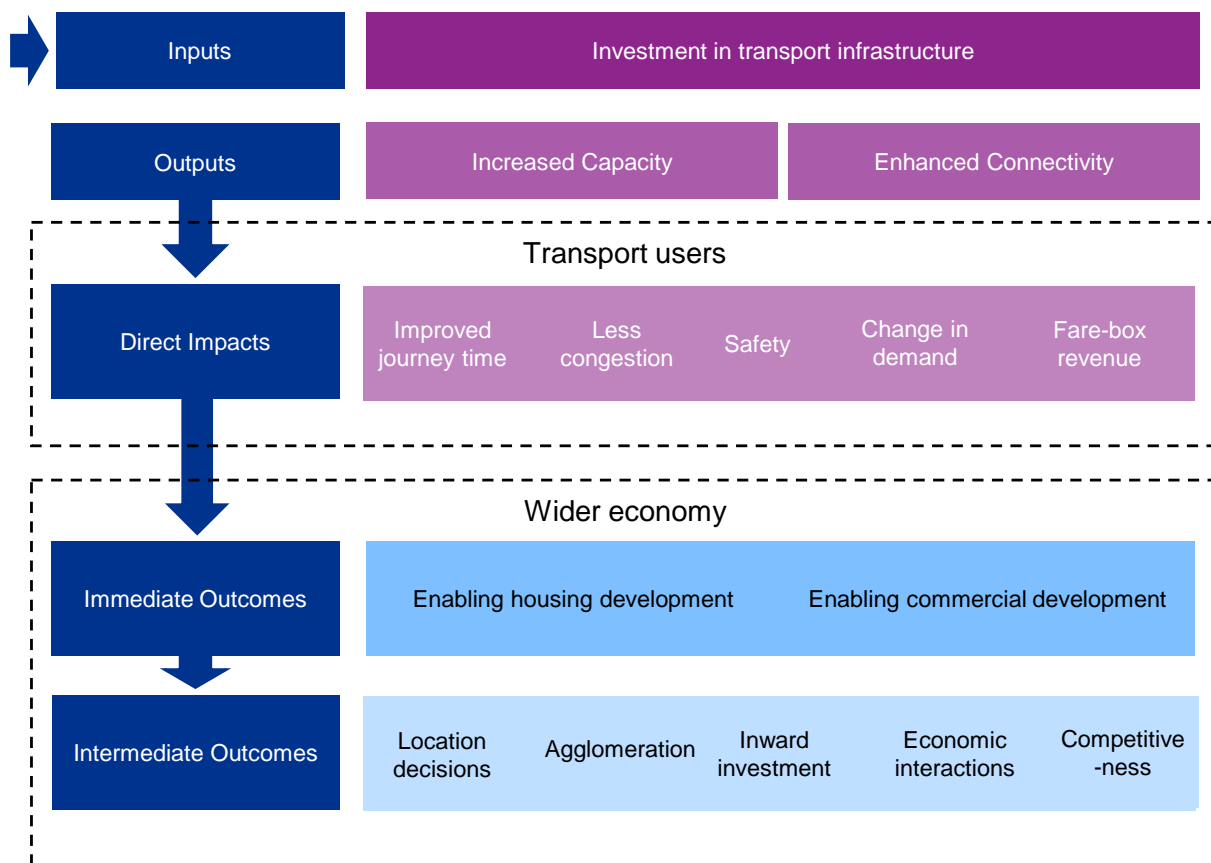 Inputs
Investment in transport infrastructure
Outputs
Increased Capacity
Enhanced Connectivity
Transport users
Direct Impacts
Improved
journey time
Less
congestion
Safety
Change in
demand
Fare-box
revenue
Wider economy
Immediate Outcomes
Enabling housing development
Enabling commercial development
Intermediate Outcomes
Location
decisions
Agglomeration
Inward
investment
Economic
interactions
Competitive
-ness